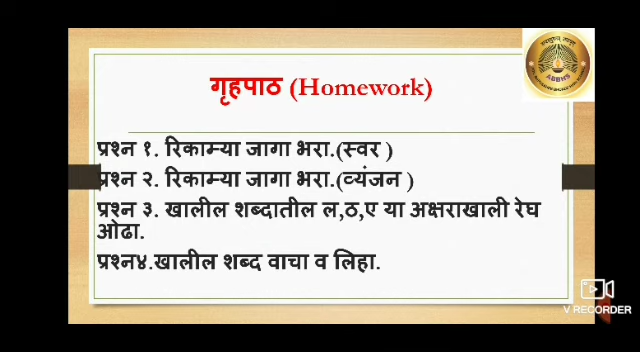 गृहपाठ (Homework)
प्रश्न १. रिकाम्या जागा भरा.(स्वर )
प्रश्न २. रिकाम्या जागा भरा.(व्यंजन )
प्रश्न ३. खालील शब्दातील ल,ठ,ए या अक्षराखाली रेघ
ओढा.
प्रश्न४.खालील शब्द वाचा व लिहा.
ABBHS
V RECORDER